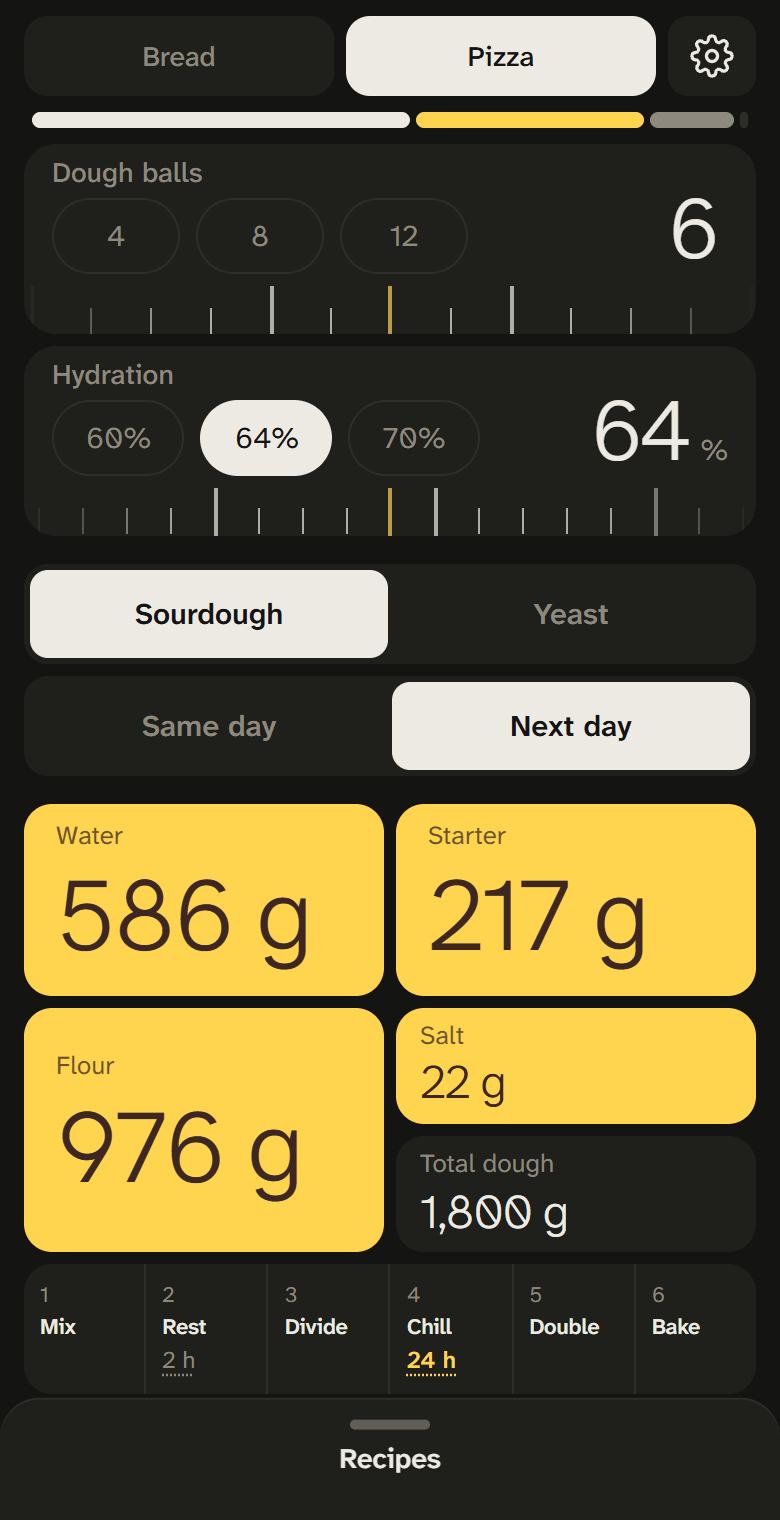 Bread Pizza
Dough balls
4 8 12 6
Hydration
60% 64% 70% 64 %
Sourdough Yeast
Same day Next day
Water Starter
586 g 217 g
Flour Salt
976 g 22 g
Total dough
1,800 g
1 2 3 4 5 6
Mix Rest Divide Chill Double Bake
2 h 24 h
Recipes